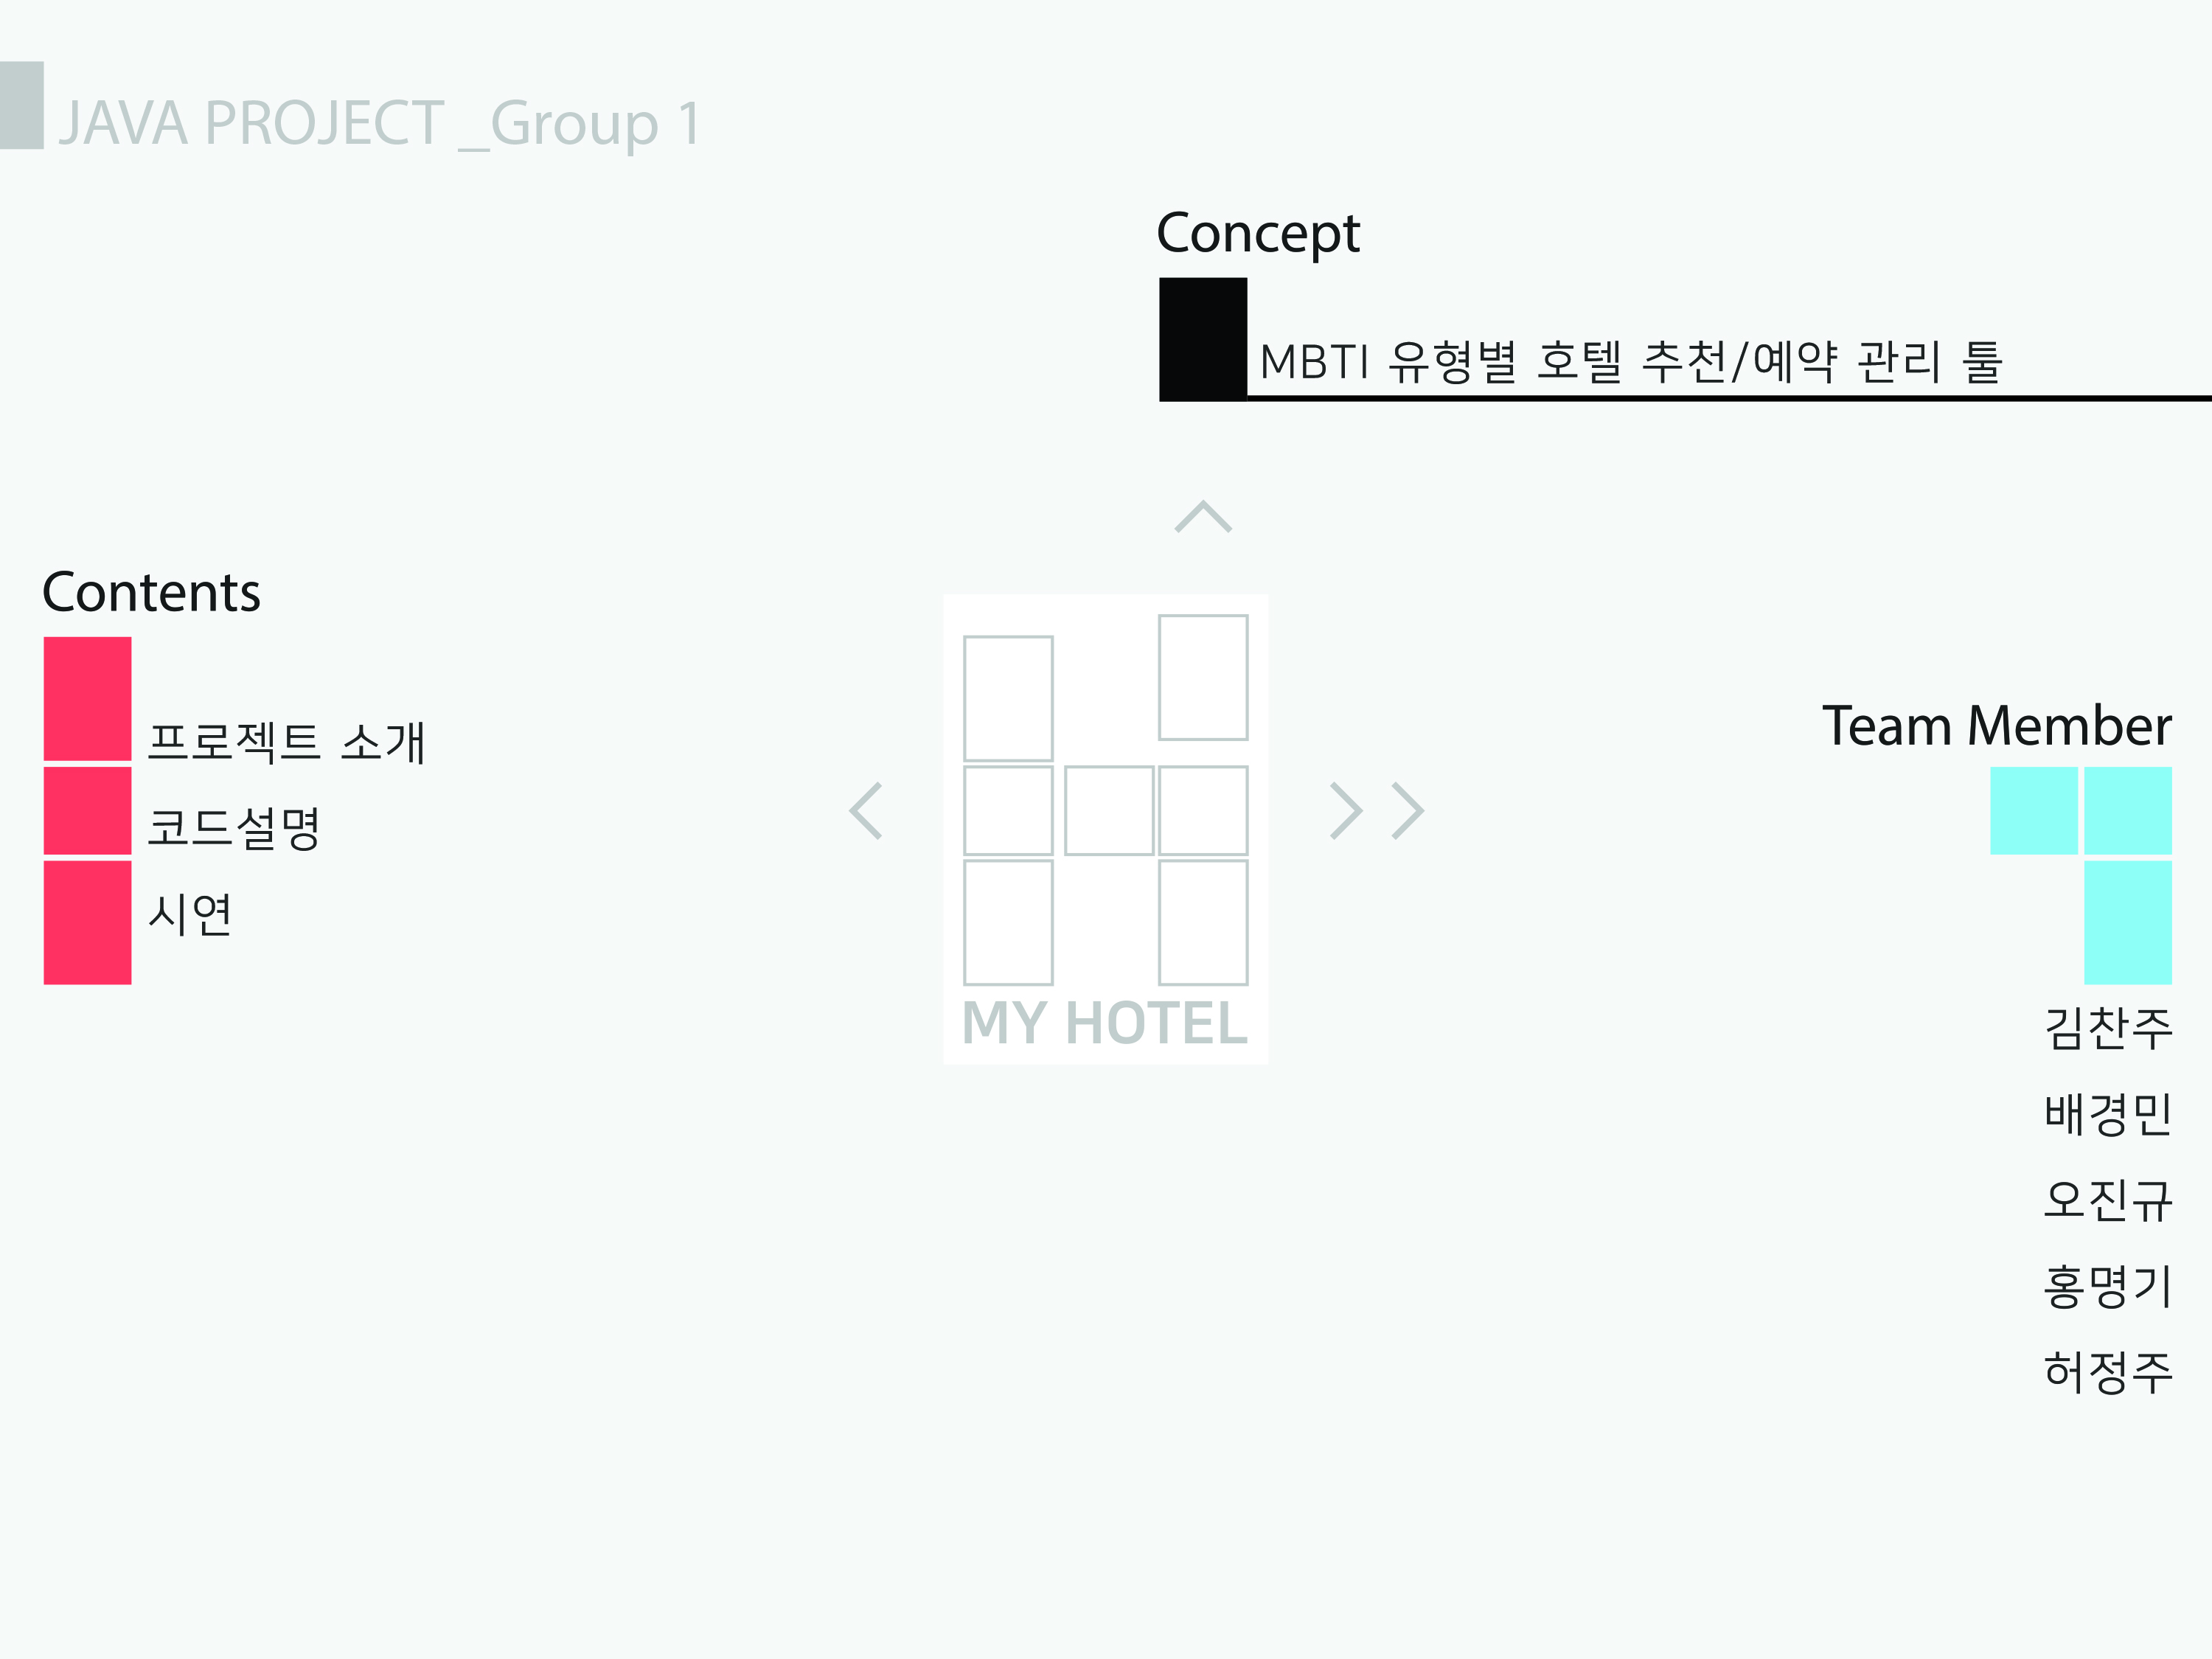 JAVA PROJECT _Group 1
Concept
MBTI 유형별 호텔 추천/예약 관리 툴
Contents
프로젝트 소개
코드설명
시연
MY HOTEL
Team Member
김찬주
배경민
오진규
홍명기
허정주